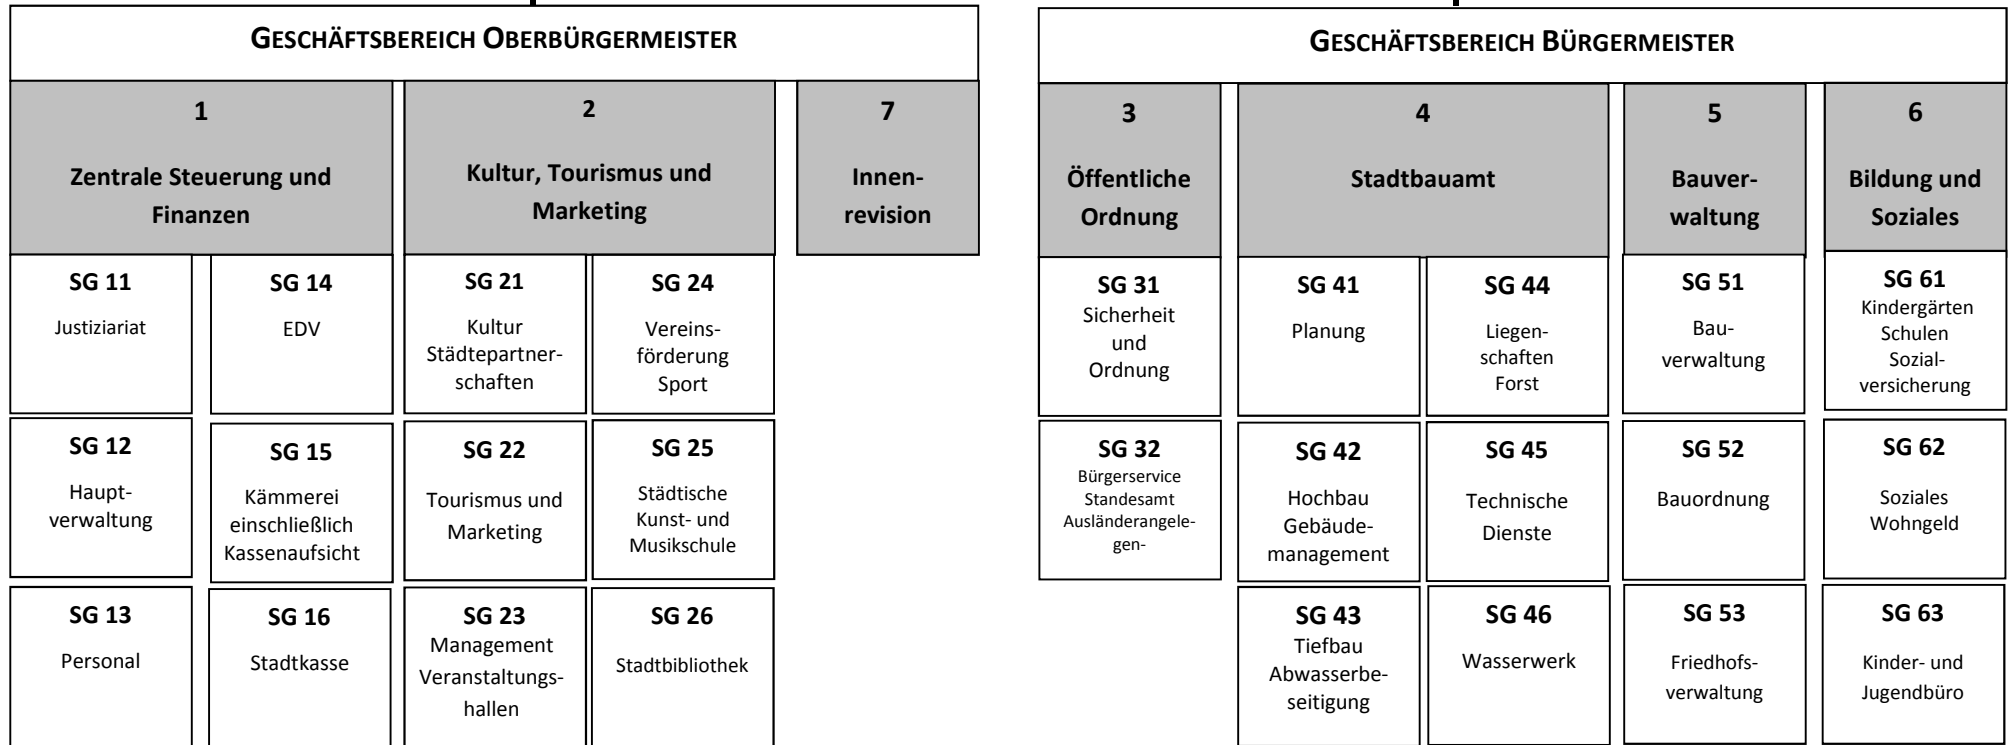 GESCHÄFTSBEREICH OBERBÜRGERMEISTER
1
Zentrale Steuerung und
Finanzen
2
Kultur, Tourismus und
Marketing
7
Innen-
revision
SG 11
Justiziariat
SG 14
EDV
SG 21
Kultur
Städtepartner-
schaften
SG 24
Vereins-
förderung
Sport
SG 12
Haupt-
verwaltung
SG 15
Kämmerei
einschließlich
Kassenaufsicht
SG 22
Tourismus und
Marketing
SG 25
Städtische
Kunst- und
Musikschule
SG 13
Personal
SG 16
Stadtkasse
SG 23
Management
Veranstaltungs-
hallen
SG 26
Stadtbibliothek
GESCHÄFTSBEREICH BÜRGERMEISTER
3
Öffentliche
Ordnung
4
Stadtbauamt
5
Bauver-
waltung
6
Bildung und
Soziales
SG 31
Sicherheit
und
Ordnung
SG 41
Planung
SG 44
Liegen-
schaften
Forst
SG 51
Bau-
verwaltung
SG 61
Kindergärten
Schulen
Sozial-
versicherung
SG 32
Bürgerservice
Standesamt
Ausländerangele-
gen-
SG 42
Hochbau
Gebäude-
management
SG 45
Technische
Dienste
SG 52
Bauordnung
SG 62
Soziales
Wohngeld
SG 43
Tiefbau
Abwasserbe-
seitigung
SG 46
Wasserwerk
SG 53
Friedhofs-
verwaltung
SG 63
Kinder- und
Jugendbüro